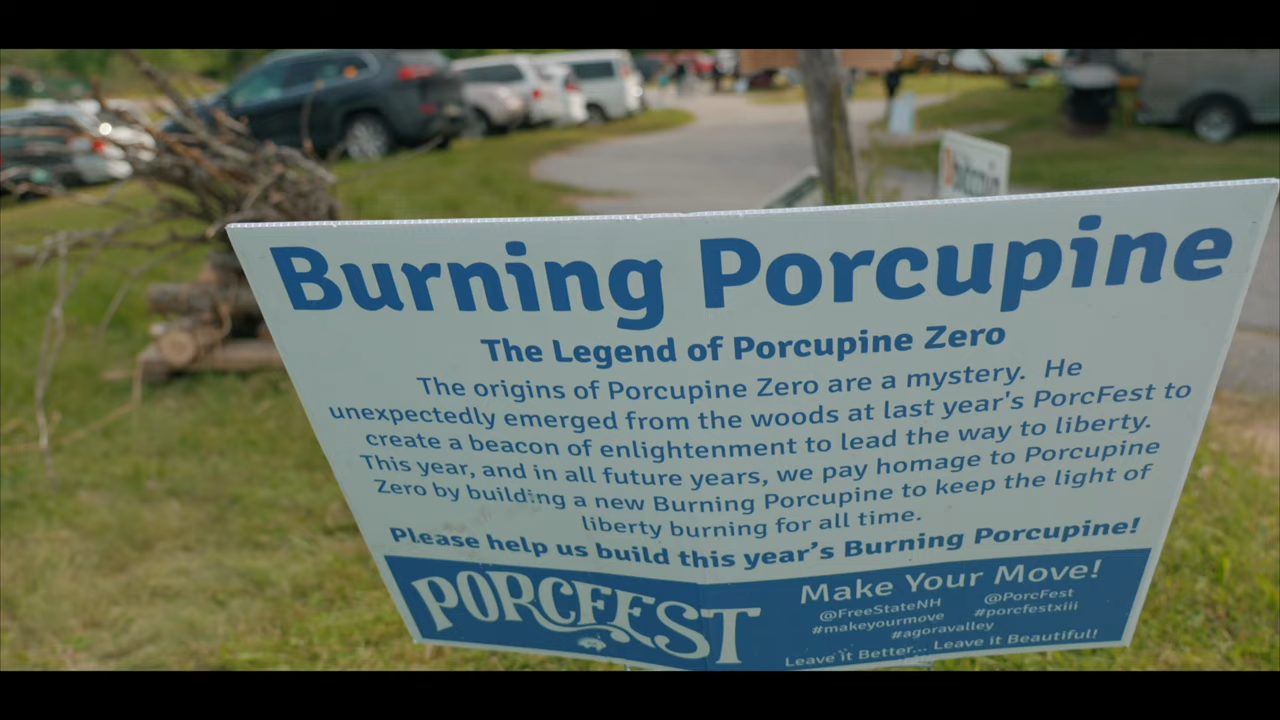 Bitcoin
Burning Porcupine
The Legend of Porcupine Zero
The origins of Porcupine Zero are a mystery. He
unexpectedly emerged from the woods at last year's PorcFest to
create a beacon of enlightenment to lead the way to liberty.
This year, and in all future years, we pay homage to Porcupine
Zero by building a new Burning Porcupine to keep the light of
liberty burning for all time.
Please help us build this year's Burning Porcupine!
PORCFEST
Make Your Move!
@FreeStateNH @PorcFest
#makeyourmove #porcfestxiii
#agoravalley
Leave it Better... Leave it Beautiful!